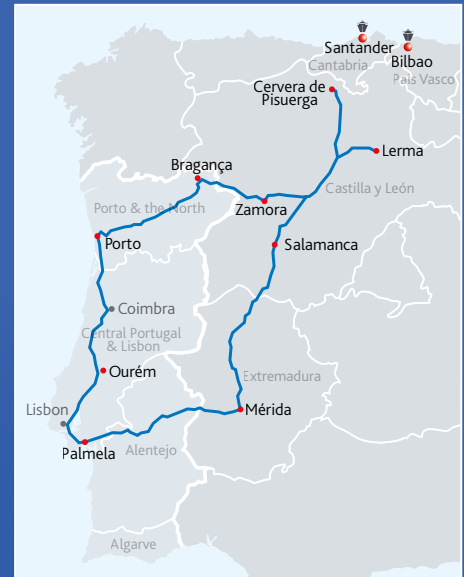 Santander
Cantabria
Bilbao
País Vasco
Cervera de
Pisuerga
Lerma
Bragança
Castilla y León
Zamora
Porto & the North
Porto
Salamanca
Coimbra
Central Portugal
& Lisbon
Ourém
Extremadura
Lisbon
Mérida
Palmela
Alentejo
Algarve